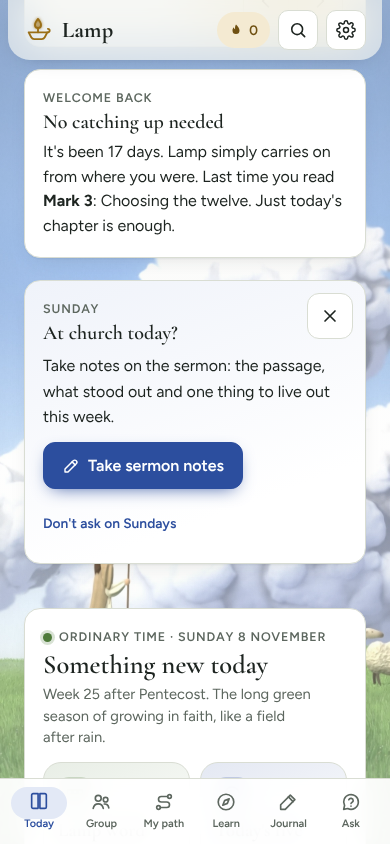 Lamp
0
WELCOME BACK
No catching up needed
It's been 17 days. Lamp simply carries on
from where you were. Last time you read
Mark 3: Choosing the twelve. Just today's
chapter is enough.
SUNDAY
At church today?
Take notes on the sermon: the passage,
what stood out and one thing to live out
this week.
Take sermon notes
Don't ask on Sundays
ORDINARY TIME · SUNDAY 8 NOVEMBER
Something new today
Week 25 after Pentecost. The long green
season of growing in faith, like a field
after rain.
Today
Group
My path
Learn
Journal
Ask